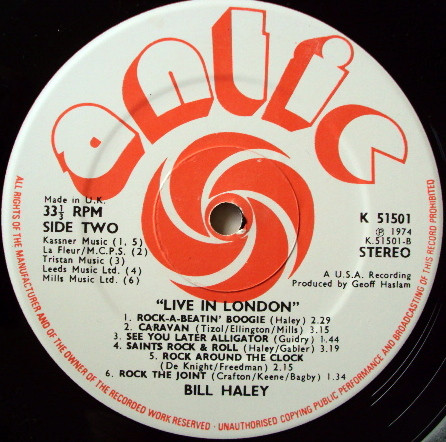 antic
Made in U.K.
33⅓ RPM
SIDE TWO
Kassner Music (1, 5)
La Fleur/M.C.P.S. (2)
Tristan Music (3)
Leeds Music Ltd. (4)
Mills Music Ltd. (6)
K 51501
℗ 1974
K.51501-B
STEREO
A U.S.A. Recording
Produced by Geoff Haslam
"LIVE IN LONDON"
1. ROCK-A-BEATIN' BOOGIE (Haley) 2.29
2. CARAVAN (Tizol/Ellington/Mills) 3.15
3. SEE YOU LATER ALLIGATOR (Guidry) 1.44
4. SAINTS ROCK & ROLL (Haley/Gabler) 3.19
5. ROCK AROUND THE CLOCK
(De Knight/Freedman) 7.15
6. ROCK THE JOINT (Crafton/Keene/Bagby) 1.34
BILL HALEY
ALL RIGHTS OF THE MANUFACTURER AND OF THE OWNER OF THE RECORDED WORK RESERVED - UNAUTHORISED COPYING PUBLIC PERFORMANCE AND BROADCASTING OF THIS RECORD PROHIBITED